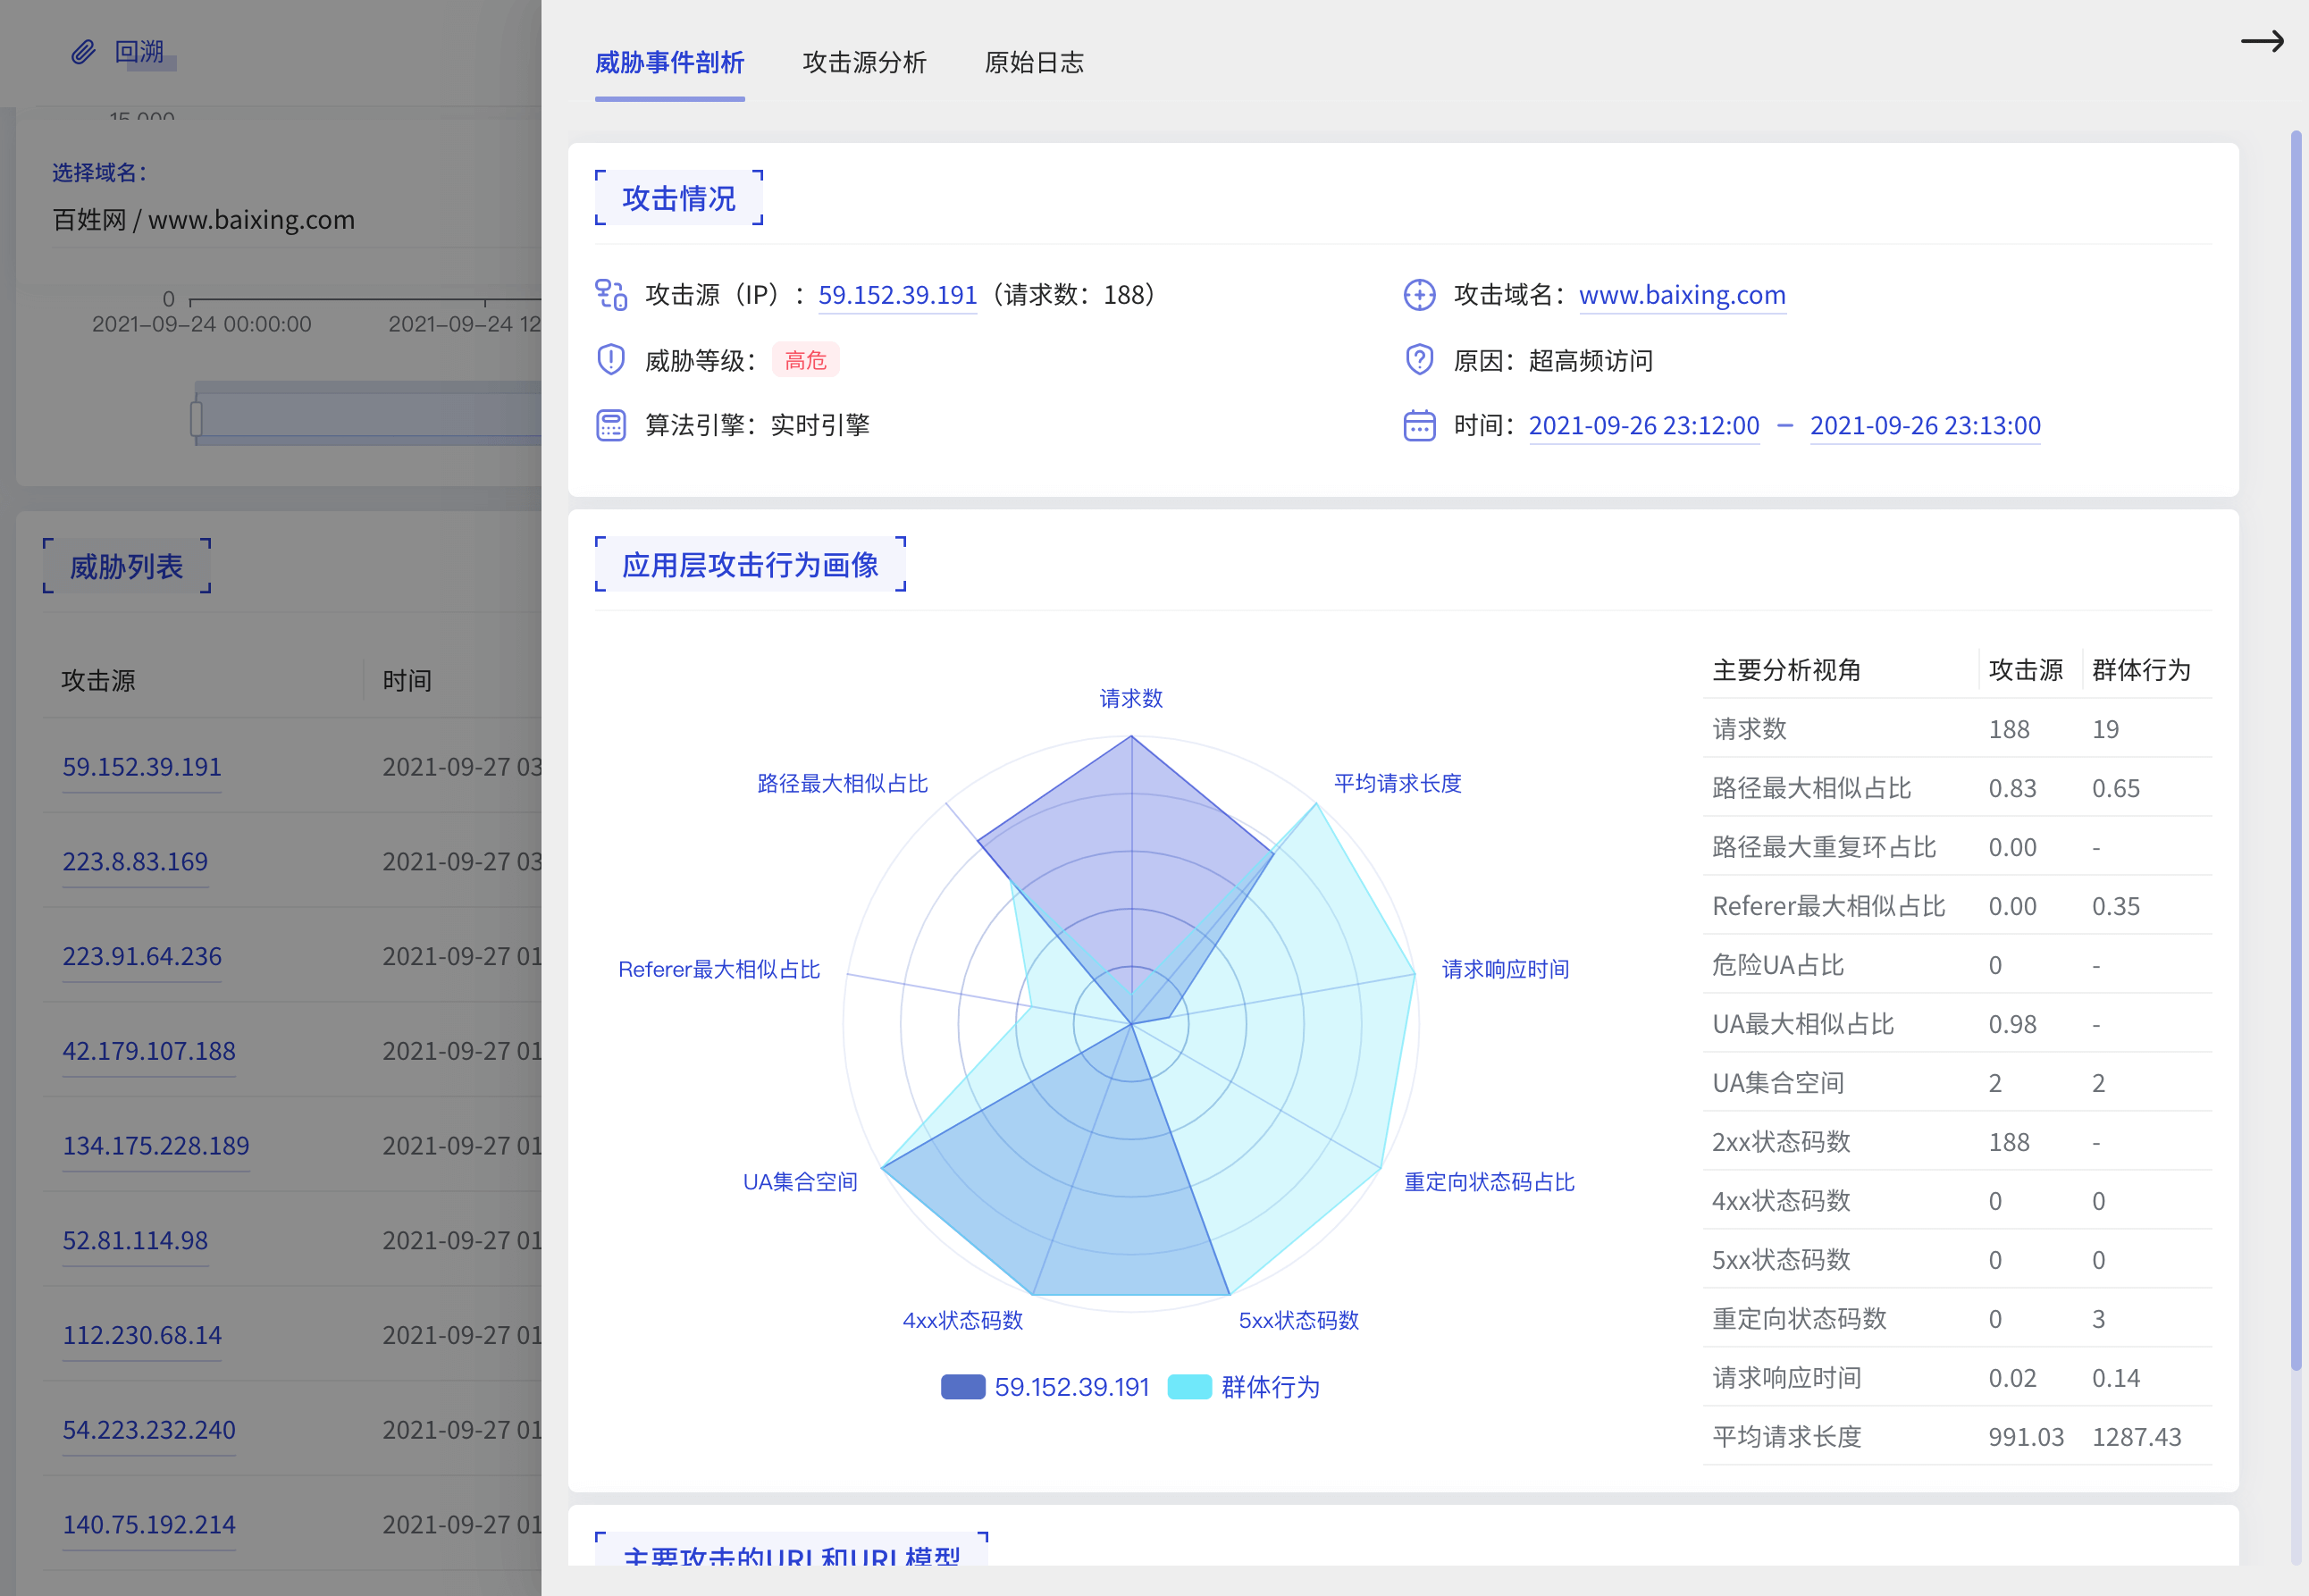 回溯
15,000
选择域名：
百姓网 / www.baixing.com
0
2021-09-24 00:00:00
2021-09-24 12
威胁列表
攻击源 时间
59.152.39.191 2021-09-27 03
223.8.83.169 2021-09-27 03
223.91.64.236 2021-09-27 01
42.179.107.188 2021-09-27 01
134.175.228.189 2021-09-27 01
52.81.114.98 2021-09-27 01
112.230.68.14 2021-09-27 01
54.223.232.240 2021-09-27 01
140.75.192.214 2021-09-27 01
威胁事件剖析 攻击源分析 原始日志
攻击情况
攻击源（IP）：59.152.39.191（请求数：188）
攻击域名：www.baixing.com
威胁等级：高危
原因：超高频访问
算法引擎：实时引擎
时间：2021-09-26 23:12:00 – 2021-09-26 23:13:00
应用层攻击行为画像
请求数
路径最大相似占比
平均请求长度
Referer最大相似占比
请求响应时间
UA集合空间
重定向状态码占比
4xx状态码数
5xx状态码数
59.152.39.191 群体行为
主要分析视角 攻击源 群体行为
请求数 188 19
路径最大相似占比 0.83 0.65
路径最大重复环占比 0.00 -
Referer最大相似占比 0.00 0.35
危险UA占比 0 -
UA最大相似占比 0.98 -
UA集合空间 2 2
2xx状态码数 188 -
4xx状态码数 0 0
5xx状态码数 0 0
重定向状态码数 0 3
请求响应时间 0.02 0.14
平均请求长度 991.03 1287.43
主要攻击的URL和URL模型